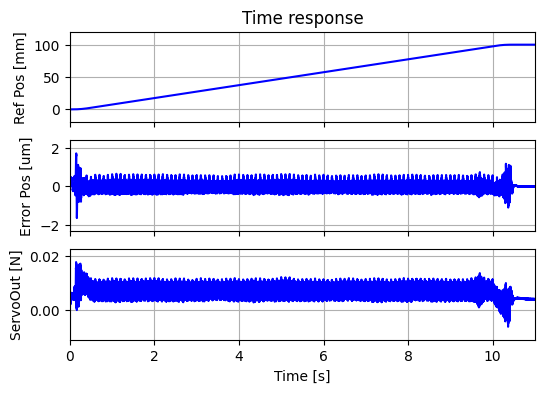 Time response
Ref Pos [mm]
100
50
0
Error Pos [um]
2
0
−2
ServoOut [N]
0.02
0.00
0 2 4 6 8 10
Time [s]